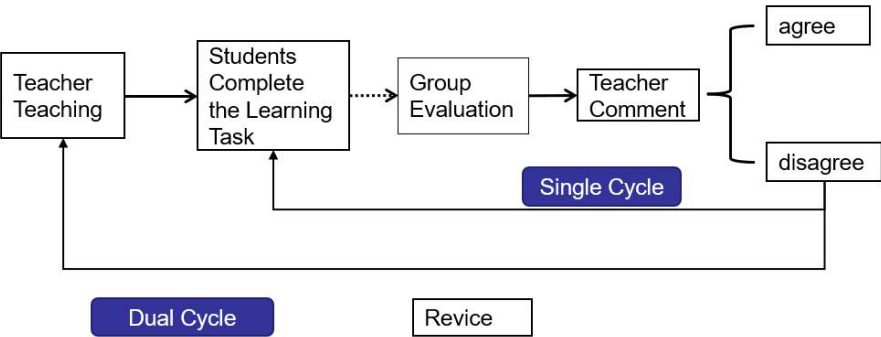 agree
Teacher
Teaching
Students
Complete
the Learning
Task
Group
Evaluation
Teacher
Comment
disagree
Single Cycle
Dual Cycle
Revice